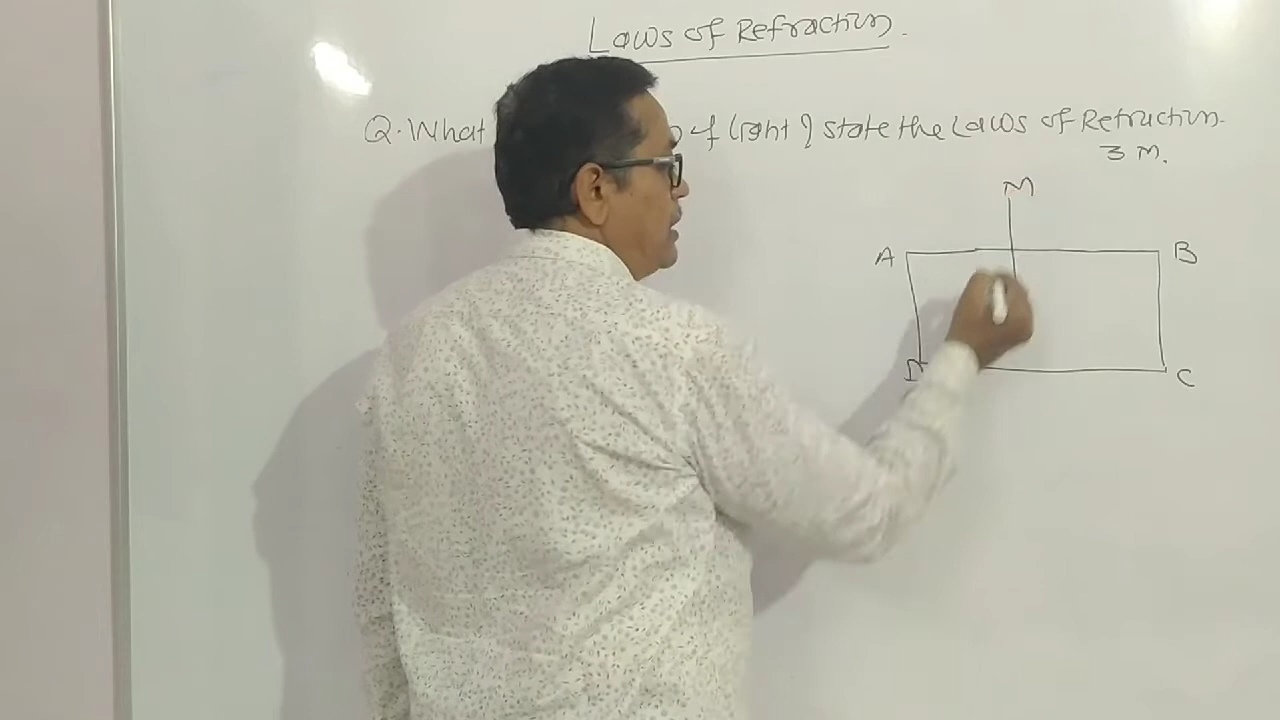 Laws of Refraction.
Q. What of Light? state the Laws of Refraction.
3 M.
M
A B
D C